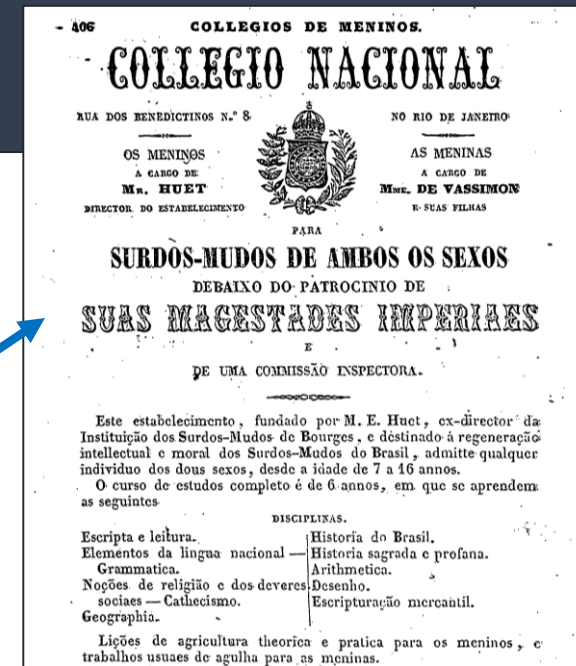 - 406 COLLEGIOS DE MENINOS.
COLLEGIO NACIONAL
RUA DOS BENEDICTINOS N.º 8 NO RIO DE JANEIRO
OS MENINOS
A CARGO DE
MR. HUET
DIRECTOR DO ESTABELECIMENTO
AS MENINAS
A CARGO DE
MME. DE VASSIMON
E SUAS FILHAS
PARA
SURDOS-MUDOS DE AMBOS OS SEXOS
DEBAIXO DO PATROCINIO DE
SUAS MAGESTADES IMPERIAES
E
DE UMA COMMISSÃO INSPECTORA.
Este estabelecimento, fundado por M. E. Huet, ex-director da
Instituição dos Surdos-Mudos de Bourges, e destinado á regeneração
intellectual e moral dos Surdos-Mudos do Brasil, admitte qualquer
individuo dos dous sexos, desde a idade de 7 a 16 annos.
O curso de estudos completo é de 6 annos, em que se aprendem
as seguintes
DISCIPLINAS.
Escripta e leitura.
Elementos da lingua nacional —
Grammatica.
Noções de religião e dos deveres
sociaes — Cathecismo.
Geographia.
Historia do Brasil.
Historia sagrada e profana.
Arithmetica.
Desenho.
Escripturação mercantil.
Lições de agricultura theorica e pratica para os meninos, e
trabalhos usuaes de agulha para as meninas.